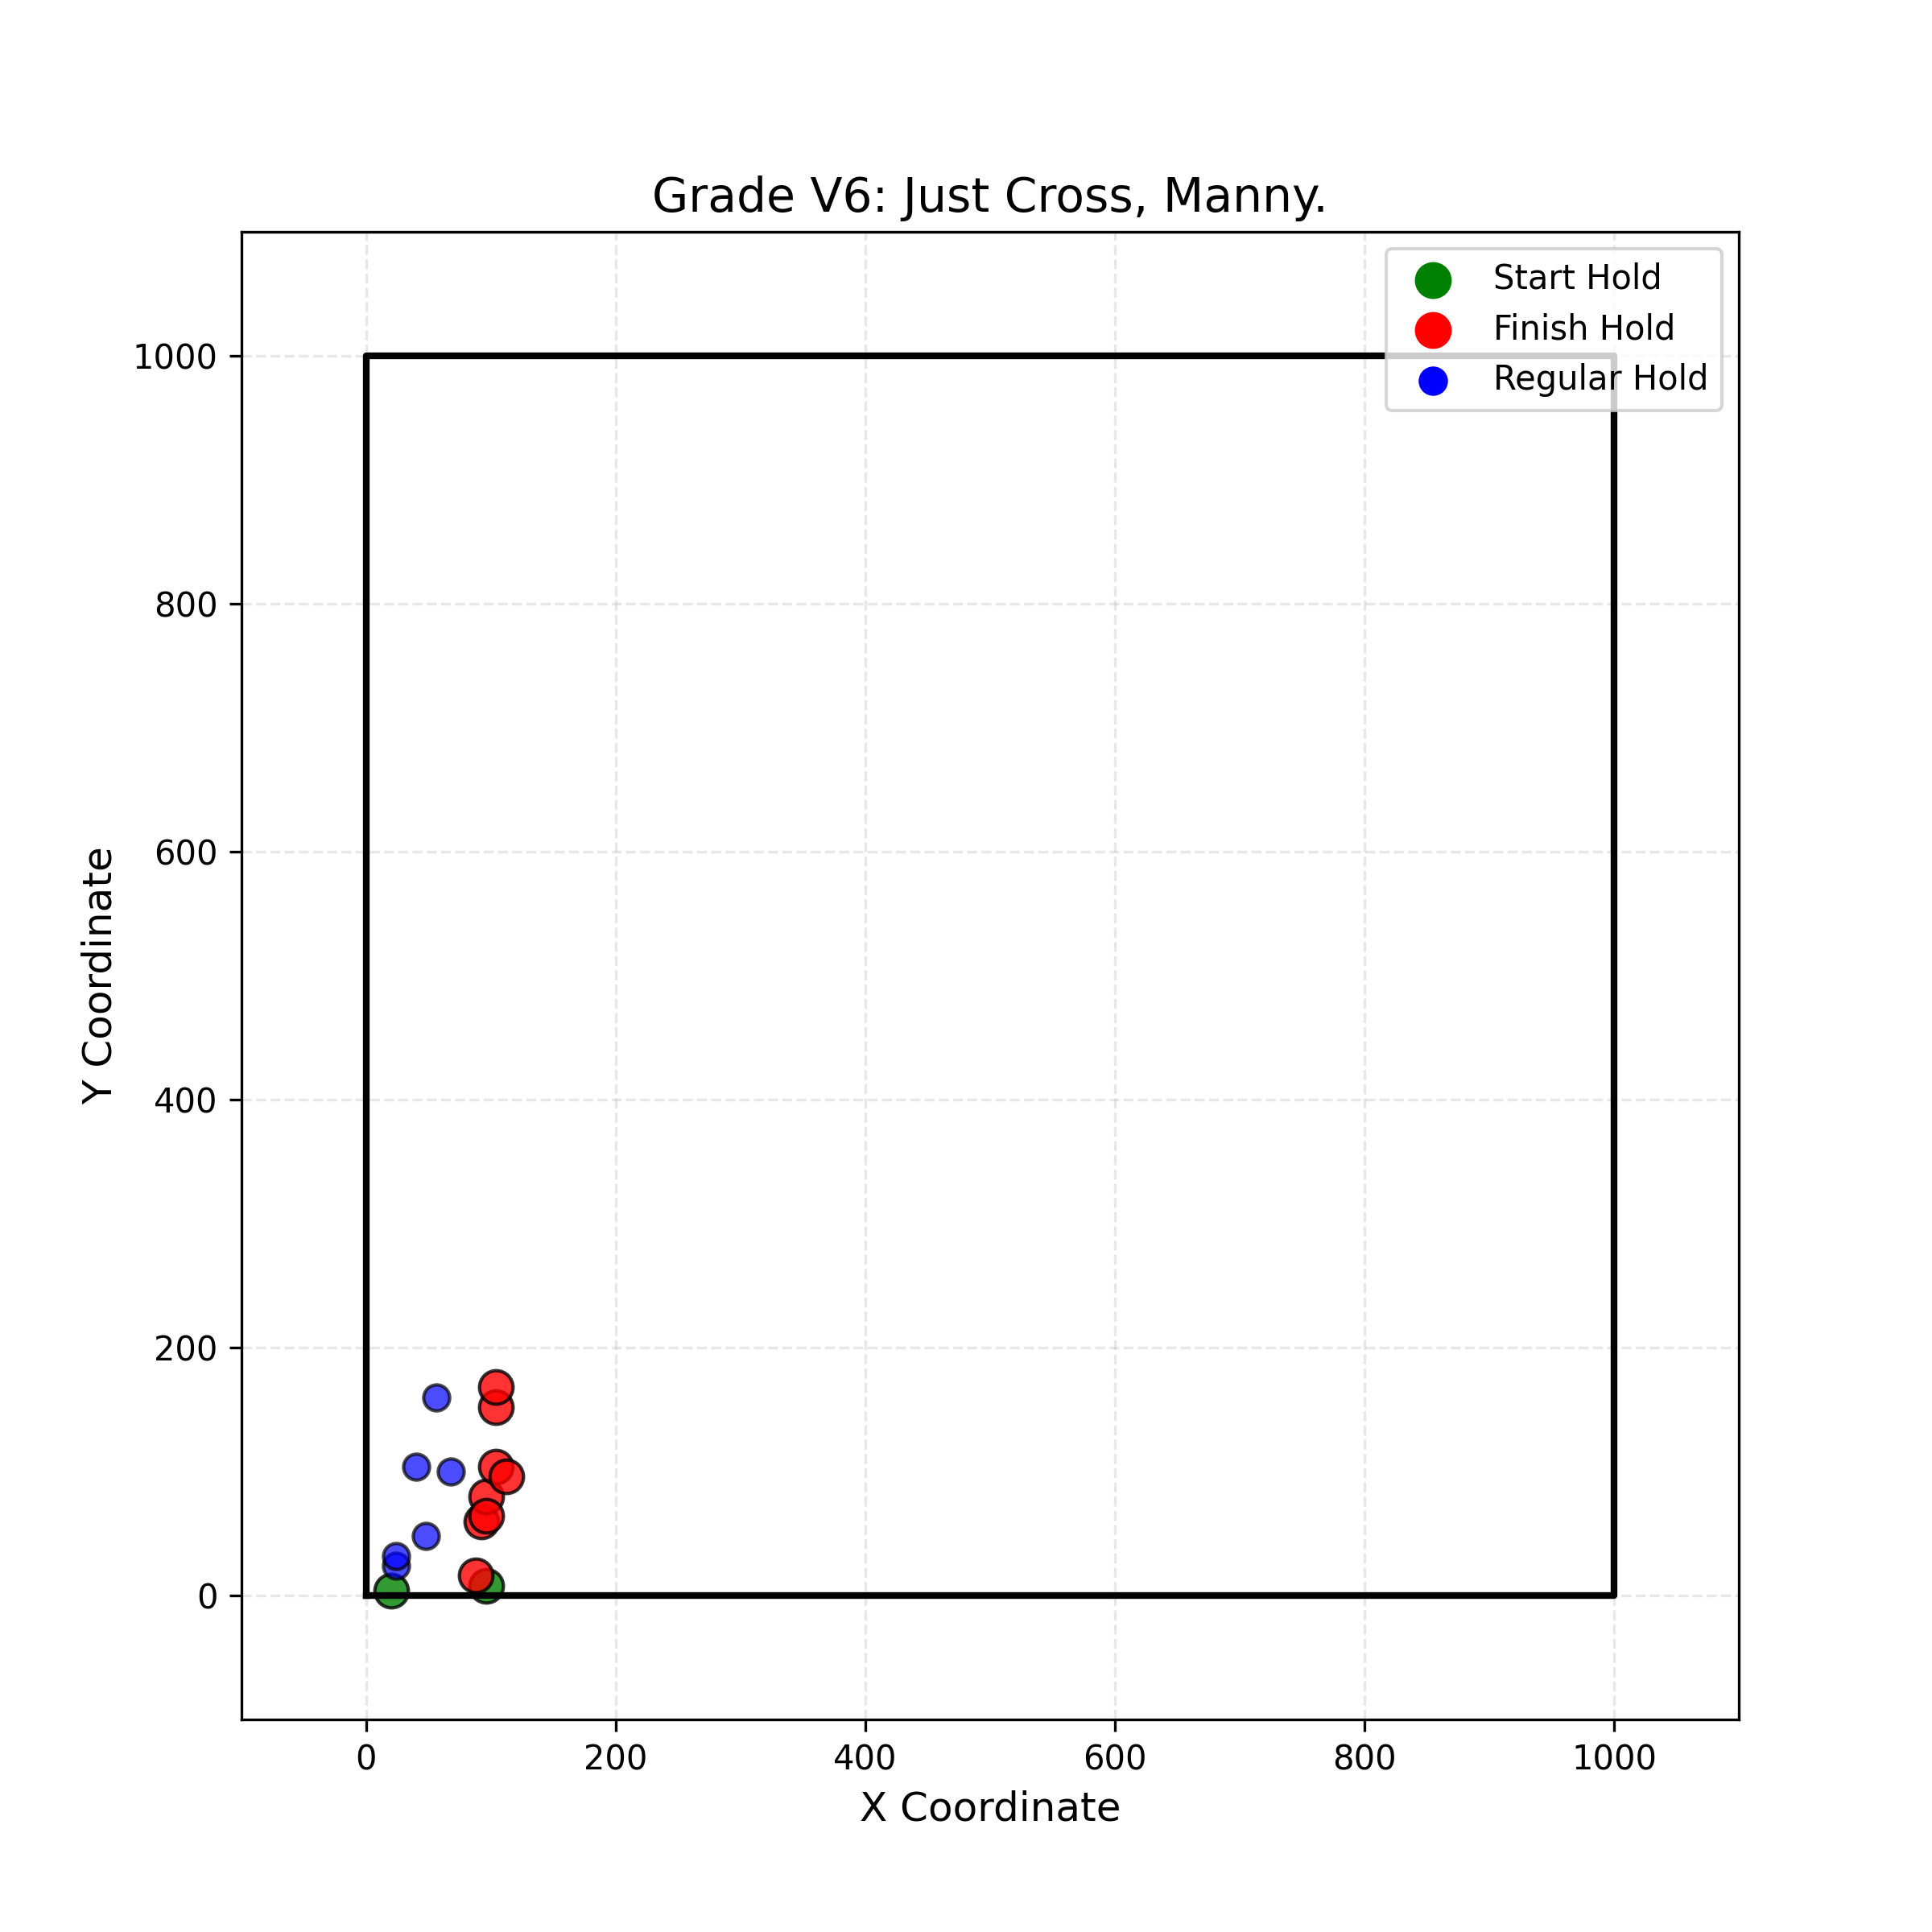 Grade V6: Just Cross, Manny.
Start Hold
Finish Hold
Regular Hold
1000
800
600
400
200
0
Y Coordinate
0 200 400 600 800 1000
X Coordinate